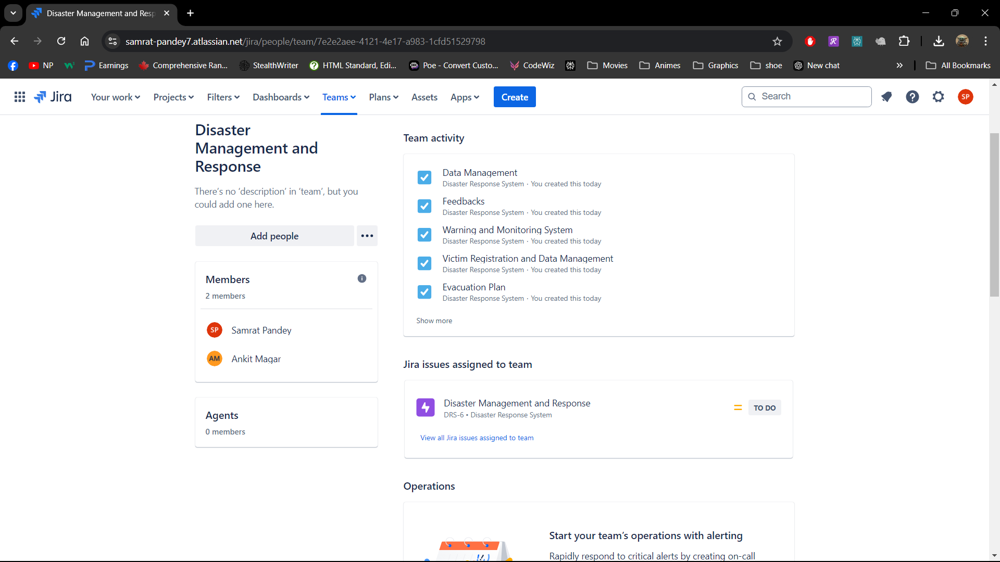 Disaster Management and Resp
samrat-pandey7.atlassian.net/jira/people/team/7e2e2aee-4121-4e17-a983-1cfd51529798
NP
Earnings
Comprehensive Ran...
StealthWriter
HTML Standard, Edi...
Poe - Convert Custo...
CodeWiz
Movies
Animes
Graphics
shoe
New chat
All Bookmarks
Jira
Your work
Projects
Filters
Dashboards
Teams
Plans
Assets
Apps
Create
Search
SP
Disaster
Management and
Response
There's no 'description' in 'team', but you
could add one here.
Add people
Members
2 members
SP Samrat Pandey
AM Ankit Magar
Agents
0 members
Team activity
Data Management
Disaster Response System · You created this today
Feedbacks
Disaster Response System · You created this today
Warning and Monitoring System
Disaster Response System · You created this today
Victim Registration and Data Management
Disaster Response System · You created this today
Evacuation Plan
Disaster Response System · You created this today
Show more
Jira issues assigned to team
Disaster Management and Response
DRS-6 • Disaster Response System
TO DO
View all Jira issues assigned to team
Operations
Start your team's operations with alerting
Rapidly respond to critical alerts by creating on-call